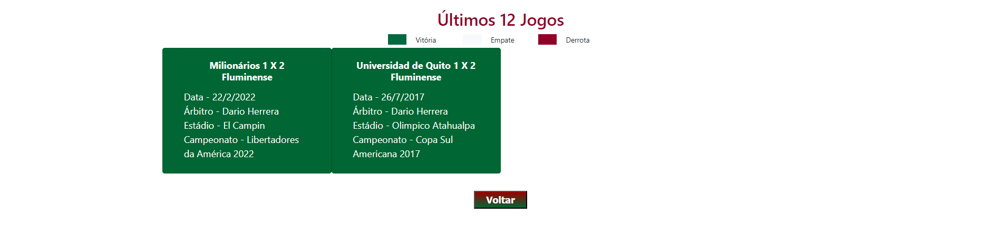 Últimos 12 Jogos
Vitória Empate Derrota
Milionários 1 X 2
Fluminense
Data - 22/2/2022
Árbitro - Dario Herrera
Estádio - El Campin
Campeonato - Libertadores
da América 2022
Universidad de Quito 1 X 2
Fluminense
Data - 26/7/2017
Árbitro - Dario Herrera
Estádio - Olimpico Atahualpa
Campeonato - Copa Sul
Americana 2017
Voltar